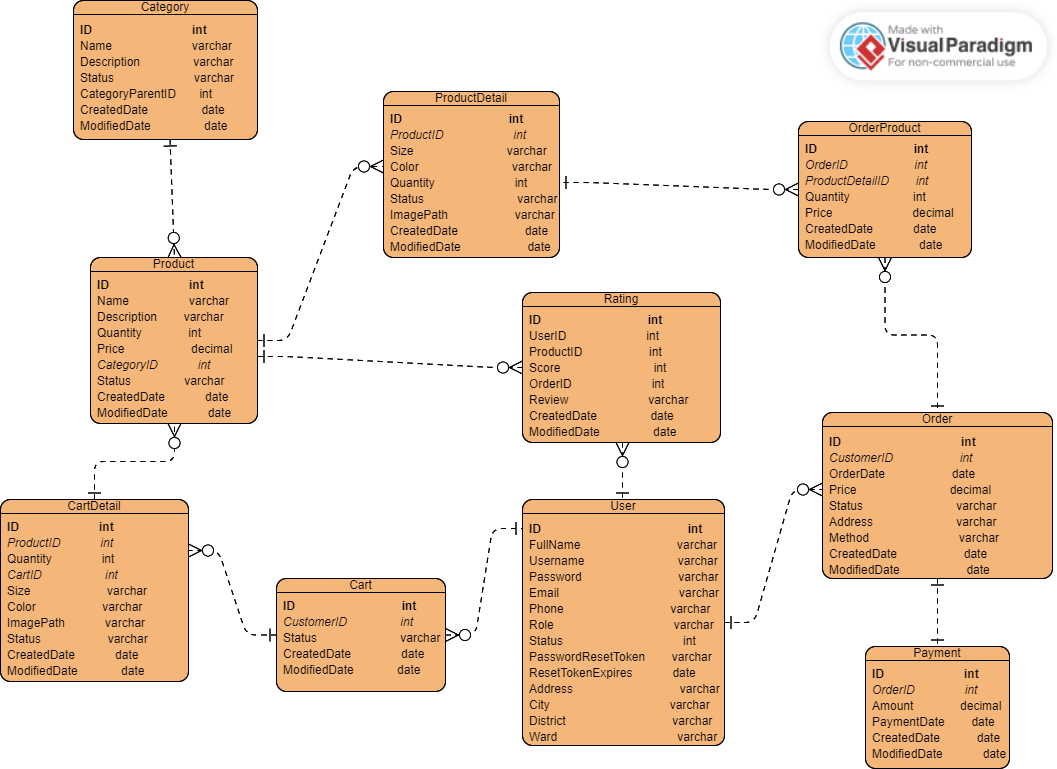 Category
ID int
Name varchar
Description varchar
Status varchar
CategoryParentID int
CreatedDate date
ModifiedDate date
Made with
Visual Paradigm
For non-commercial use
ProductDetail
ID int
ProductID int
Size varchar
Color varchar
Quantity int
Status varchar
ImagePath varchar
CreatedDate date
ModifiedDate date
OrderProduct
ID int
OrderID int
ProductDetailID int
Quantity int
Price decimal
CreatedDate date
ModifiedDate date
Product
ID int
Name varchar
Description varchar
Quantity int
Price decimal
CategoryID int
Status varchar
CreatedDate date
ModifiedDate date
Rating
ID int
UserID int
ProductID int
Score int
OrderID int
Review varchar
CreatedDate date
ModifiedDate date
Order
ID int
CustomerID int
OrderDate date
Price decimal
Status varchar
Address varchar
Method varchar
CreatedDate date
ModifiedDate date
CartDetail
ID int
ProductID int
Quantity int
CartID int
Size varchar
Color varchar
ImagePath varchar
Status varchar
CreatedDate date
ModifiedDate date
Cart
ID int
CustomerID int
Status varchar
CreatedDate date
ModifiedDate date
User
ID int
FullName varchar
Username varchar
Password varchar
Email varchar
Phone varchar
Role varchar
Status int
PasswordResetToken varchar
ResetTokenExpires date
Address varchar
City varchar
District varchar
Ward varchar
Payment
ID int
OrderID int
Amount decimal
PaymentDate date
CreatedDate date
ModifiedDate date